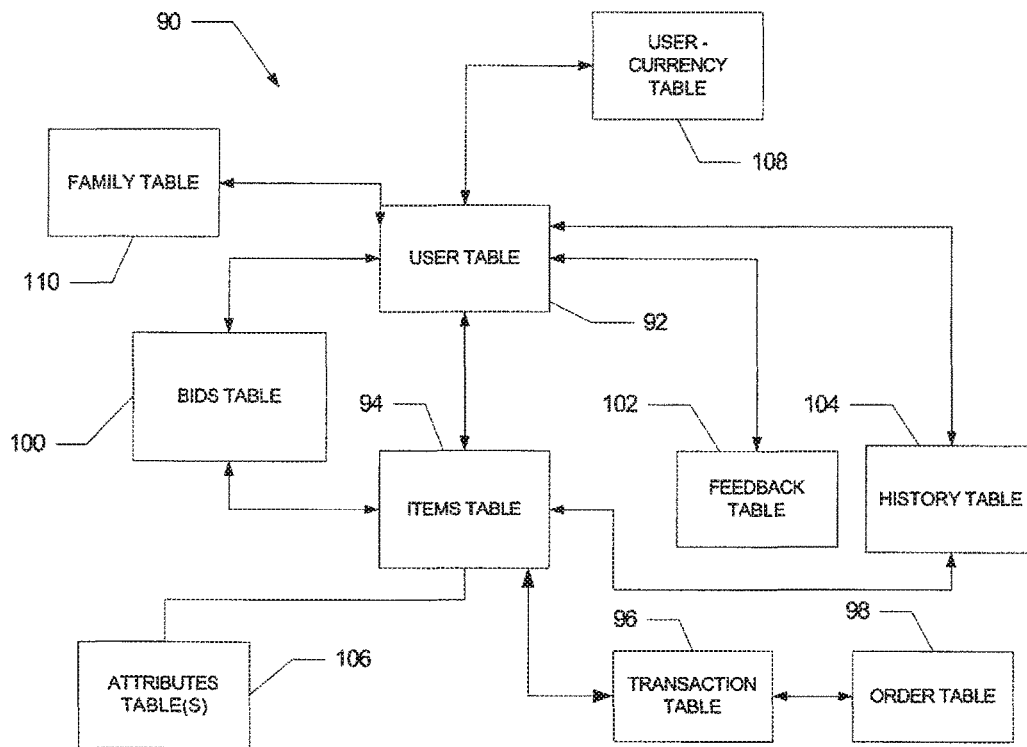 90
USER -
CURRENCY
TABLE
108
FAMILY TABLE
110
USER TABLE
92
BIDS TABLE
100
94
ITEMS TABLE
102
FEEDBACK
TABLE
104
HISTORY TABLE
ATTRIBUTES
TABLE(S)
106
96
TRANSACTION
TABLE
98
ORDER TABLE